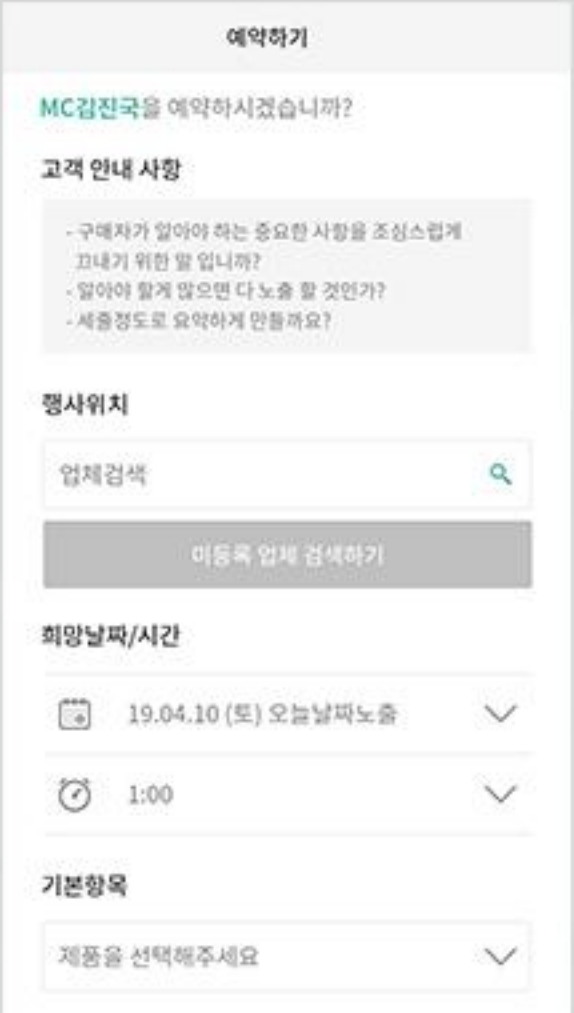 예약하기
MC김진국을 예약하시겠습니까?
고객 안내 사항
- 구매자가 알아야 하는 중요한 사항을 조심스럽게
끄내기 위한 말 입니까?
- 알아야 할게 많으면 다 노출 할 것인가?
- 세줄정도로 요약하게 만들까요?
행사위치
업체검색
미등록 업체 검색하기
희망날짜/시간
19.04.10 (토) 오늘날짜노출
1:00
기본항목
제품을 선택해주세요